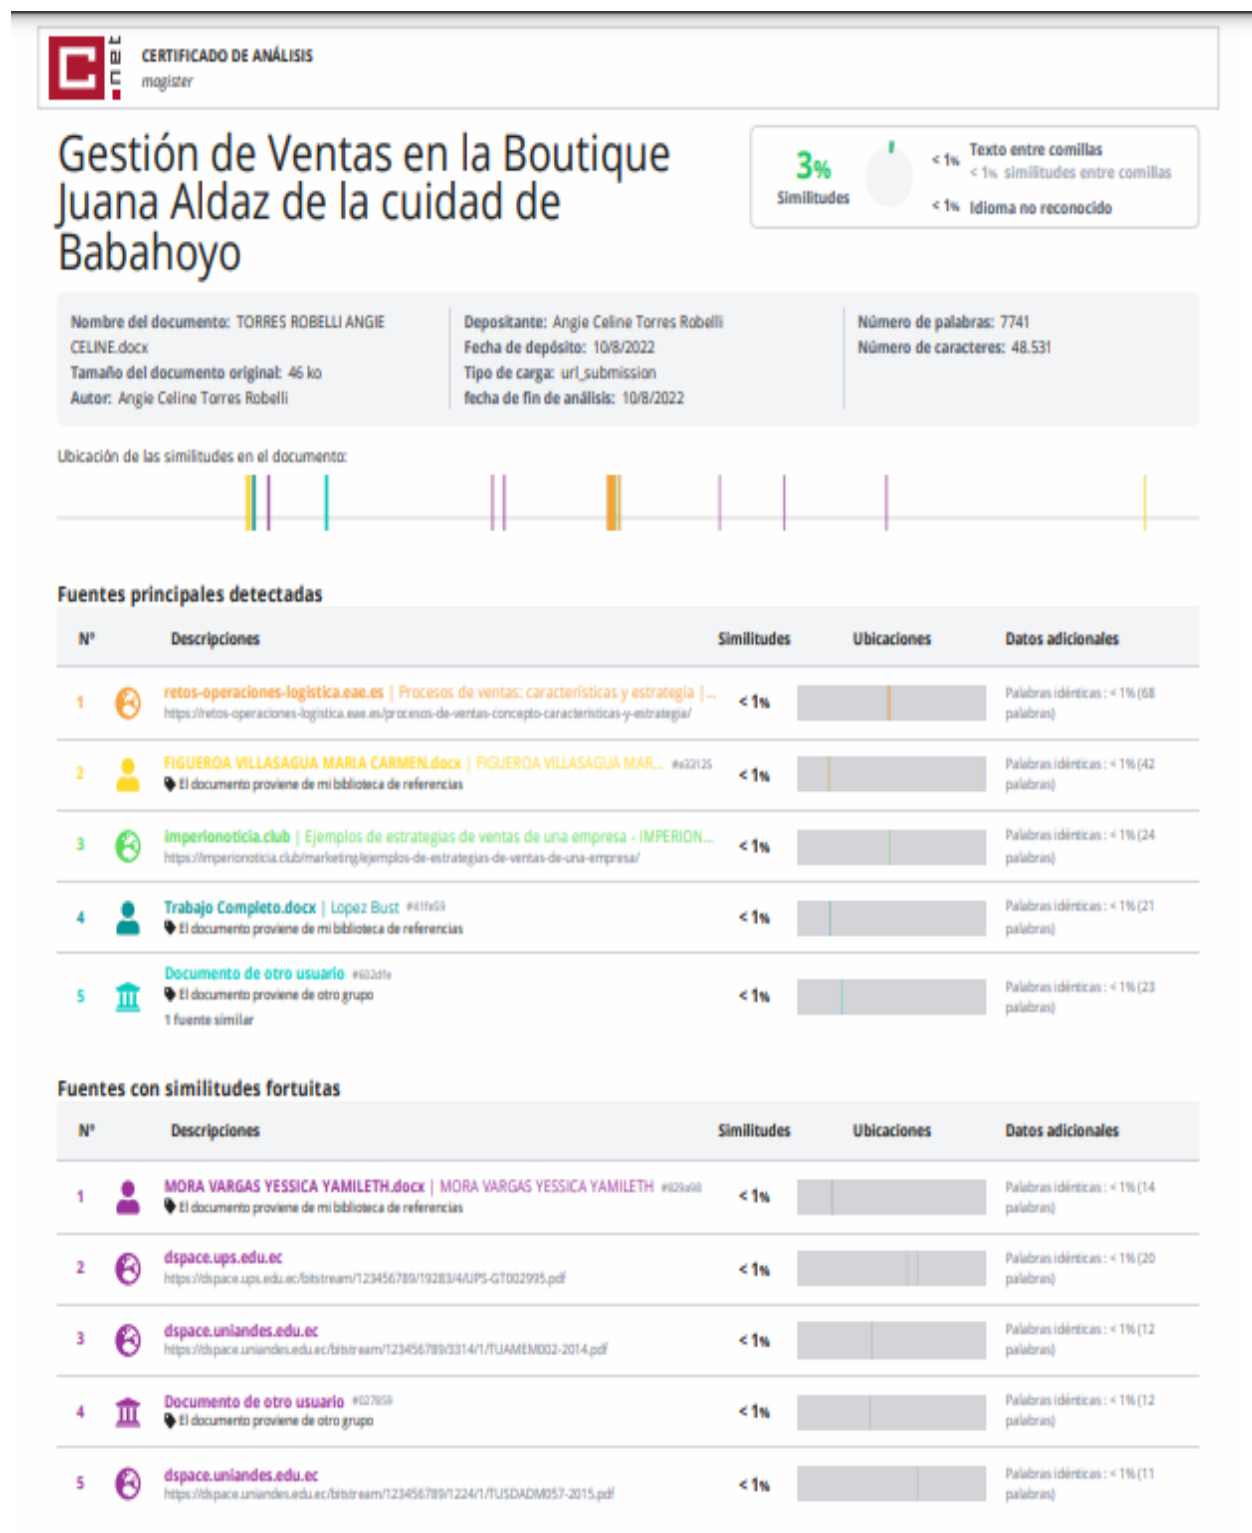 C .net
CERTIFICADO DE ANÁLISIS
magister
Gestión de Ventas en la Boutique
Juana Aldaz de la cuidad de
Babahoyo
3%
Similitudes
< 1% Texto entre comillas
< 1% similitudes entre comillas
< 1% Idioma no reconocido
Nombre del documento: TORRES ROBELLI ANGIE
CELINE.docx
Tamaño del documento original: 46 ko
Autor: Angie Celine Torres Robelli
Depositante: Angie Celine Torres Robelli
Fecha de depósito: 10/8/2022
Tipo de carga: url_submission
fecha de fin de análisis: 10/8/2022
Número de palabras: 7741
Número de caracteres: 48.531
Ubicación de las similitudes en el documento:
Fuentes principales detectadas
N° Descripciones Similitudes Ubicaciones Datos adicionales
1 retos-operaciones-logistica.eae.es | Procesos de ventas: características y estrategia |... < 1% Palabras idénticas : < 1% (68
https://retos-operaciones-logistica.eae.es/procesos-de-ventas-concepto-caracteristicas-y-estrategia/ palabras)
2 FIGUEROA VILLASAGUA MARIA CARMEN.docx | FIGUEROA VILLASAGUA MAR... #e33125 < 1% Palabras idénticas : < 1% (42
El documento proviene de mi biblioteca de referencias palabras)
3 imperionoticia.club | Ejemplos de estrategias de ventas de una empresa - IMPERION... < 1% Palabras idénticas : < 1% (24
https://imperionoticia.club/marketing/ejemplos-de-estrategias-de-ventas-de-una-empresa/ palabras)
4 Trabajo Completo.docx | Lopez Bust #41fe59 < 1% Palabras idénticas : < 1% (21
El documento proviene de mi biblioteca de referencias palabras)
5 Documento de otro usuario #602d1e < 1% Palabras idénticas : < 1% (23
El documento proviene de otro grupo palabras)
1 fuente similar
Fuentes con similitudes fortuitas
N° Descripciones Similitudes Ubicaciones Datos adicionales
1 MORA VARGAS YESSICA YAMILETH.docx | MORA VARGAS YESSICA YAMILETH < 1% Palabras idénticas : < 1% (14
El documento proviene de mi biblioteca de referencias palabras)
2 dspace.ups.edu.ec < 1% Palabras idénticas : < 1% (20
https://dspace.ups.edu.ec/bitstream/123456789/19283/4/UPS-GT002995.pdf palabras)
3 dspace.uniandes.edu.ec < 1% Palabras idénticas : < 1% (12
https://dspace.uniandes.edu.ec/bitstream/123456789/3314/1/TUAMEM002-2014.pdf palabras)
4 Documento de otro usuario #027859 < 1% Palabras idénticas : < 1% (12
El documento proviene de otro grupo palabras)
5 dspace.uniandes.edu.ec < 1% Palabras idénticas : < 1% (11
https://dspace.uniandes.edu.ec/bitstream/123456789/1224/1/TUSDADM057-2015.pdf palabras)